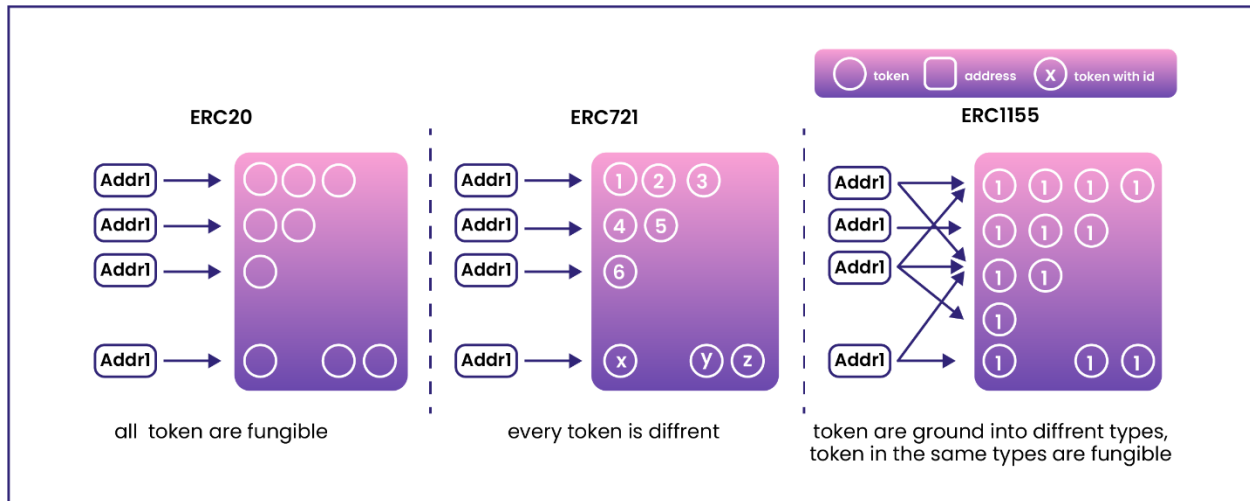 token address x token with id
ERC20
Addr1
Addr1
Addr1
Addr1
all token are fungible
ERC721
Addr1 1 2 3
Addr1 4 5
Addr1 6
Addr1 x y z
every token is diffrent
ERC1155
Addr1 1 1 1 1
Addr1 1 1 1
Addr1 1 1
1
Addr1 1 1 1
token are ground into diffrent types,
token in the same types are fungible